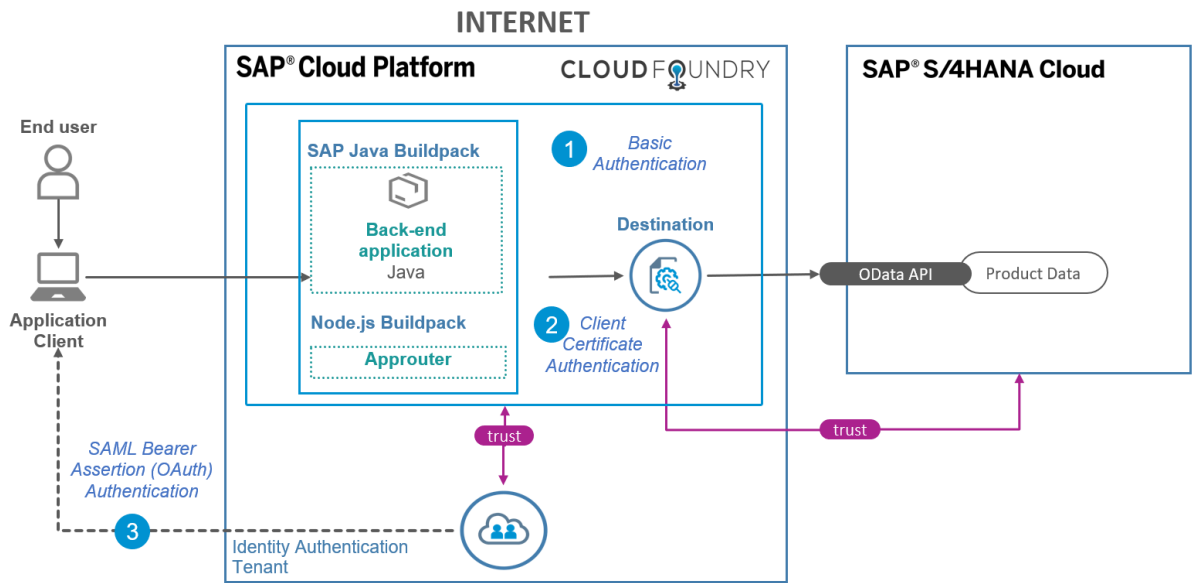 INTERNET
SAP® Cloud Platform
CLOUD FOUNDRY
SAP® S/4HANA Cloud
End user
SAP Java Buildpack
1
Basic
Authentication
Back-end
application
Java
Destination
OData API
Product Data
Application
Client
Node.js Buildpack
Approuter
2
Client
Certificate
Authentication
trust
trust
SAML Bearer
Assertion (OAuth)
Authentication
3
Identity Authentication
Tenant